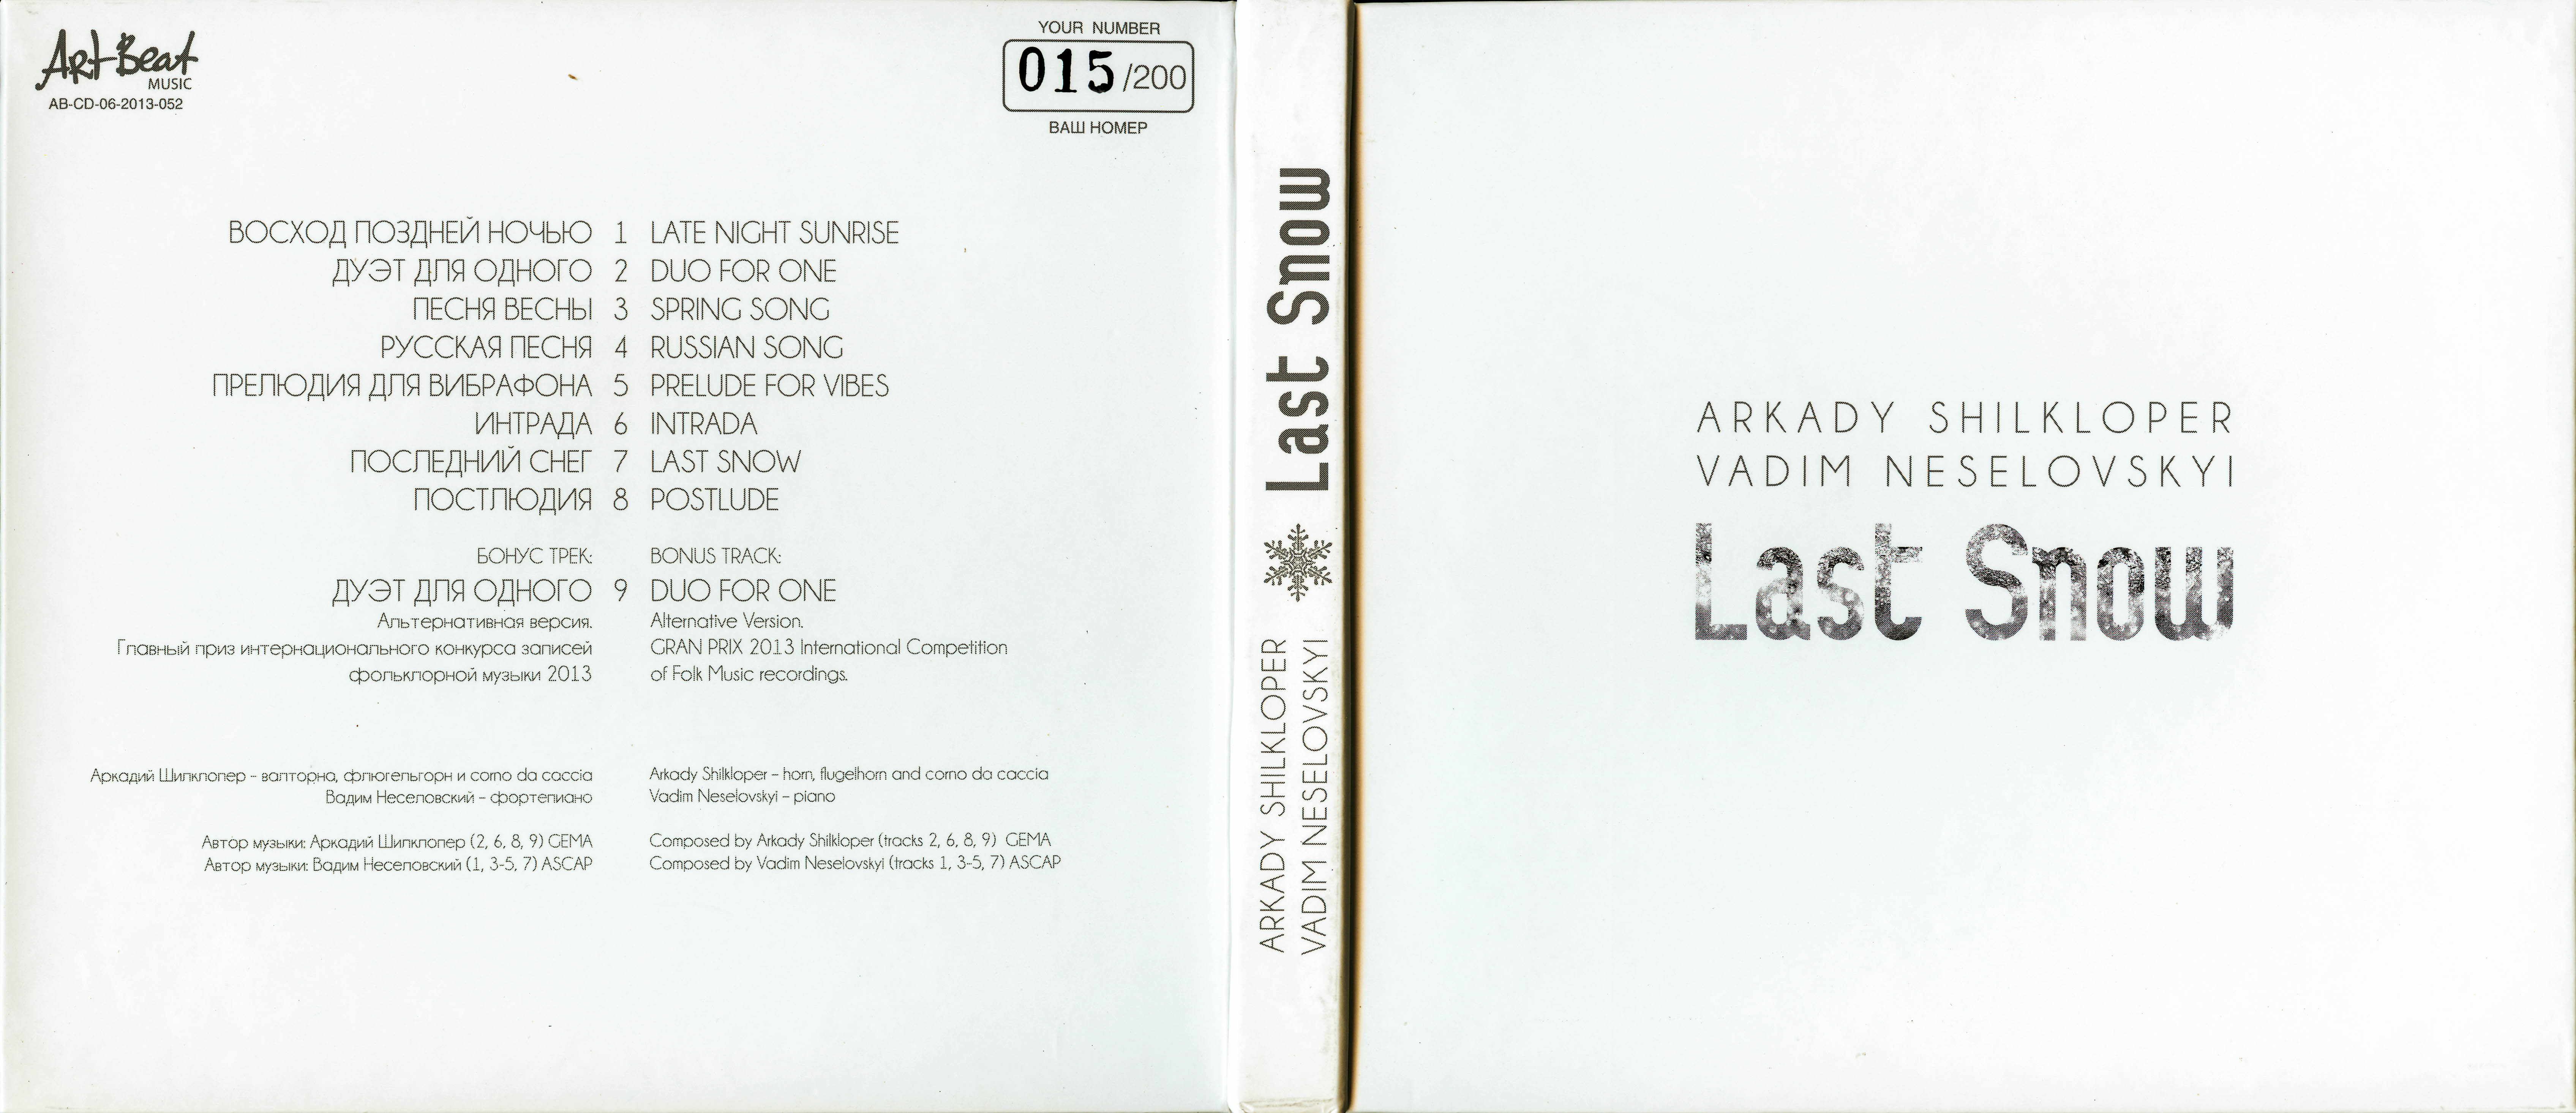 Art Beat
MUSIC
AB-CD-06-2013-052
YOUR NUMBER
015/200
ВАШ НОМЕР
ВОСХОД ПОЗДНЕЙ НОЧЬЮ 1 LATE NIGHT SUNRISE
ДУЭТ ДЛЯ ОДНОГО 2 DUO FOR ONE
ПЕСНЯ ВЕСНЫ 3 SPRING SONG
РУССКАЯ ПЕСНЯ 4 RUSSIAN SONG
ПРЕЛЮДИЯ ДЛЯ ВИБРАФОНА 5 PRELUDE FOR VIBES
ИНТРАДА 6 INTRADA
ПОСЛЕДНИЙ СНЕГ 7 LAST SNOW
ПОСТЛЮДИЯ 8 POSTLUDE
БОНУС ТРЕК: BONUS TRACK:
ДУЭТ ДЛЯ ОДНОГО 9 DUO FOR ONE
Альтернативная версия. Alternative Version.
Главный приз интернационального конкурса записей GRAN PRIX 2013 International Competition
фольклорной музыки 2013 of Folk Music recordings.
Аркадий Шилклопер – валторна, флюгельгорн и corno da caccia Arkady Shilkloper – horn, flugelhorn and corno da caccia
Вадим Неселовский – фортепиано Vadim Neselovskyi – piano
Автор музыки: Аркадий Шилклопер (2, 6, 8, 9) GEMA Composed by Arkady Shilkloper (tracks 2, 6, 8, 9) GEMA
Автор музыки: Вадим Неселовский (1, 3-5, 7) ASCAP Composed by Vadim Neselovskyi (tracks 1, 3-5, 7) ASCAP
Last Snow
ARKADY SHILKLOPER
VADIM NESELOVSKYI
ARKADY SHILKLOPER
VADIM NESELOVSKYI
Last Snow